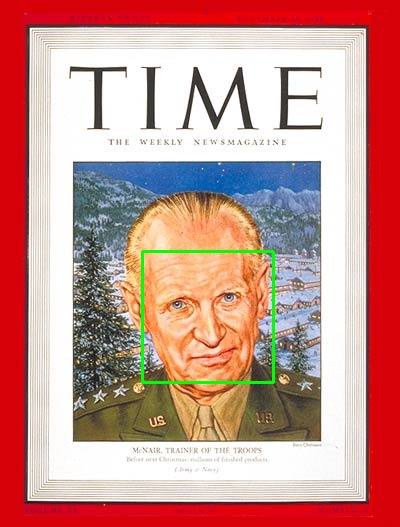 TIME
THE WEEKLY NEWSMAGAZINE
U.S.
U.S.
McNAIR, TRAINER OF THE TROOPS
Before next Christmas: millions of finished products.
(Army & Navy)